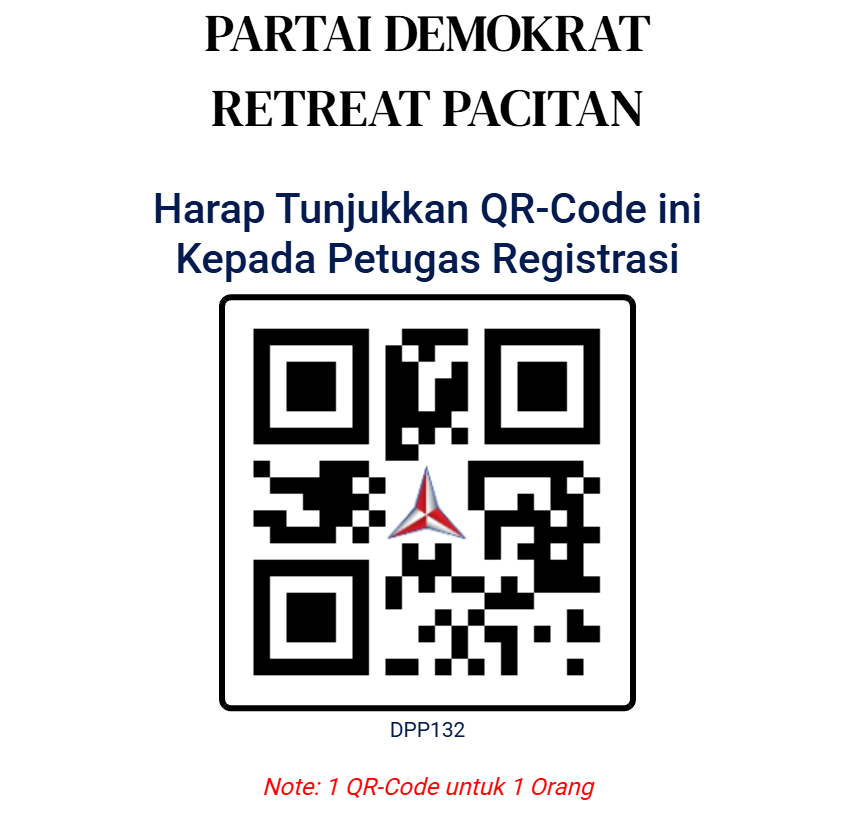 PARTAI DEMOKRAT
RETREAT PACITAN
Harap Tunjukkan QR-Code ini
Kepada Petugas Registrasi
DPP132
Note: 1 QR-Code untuk 1 Orang